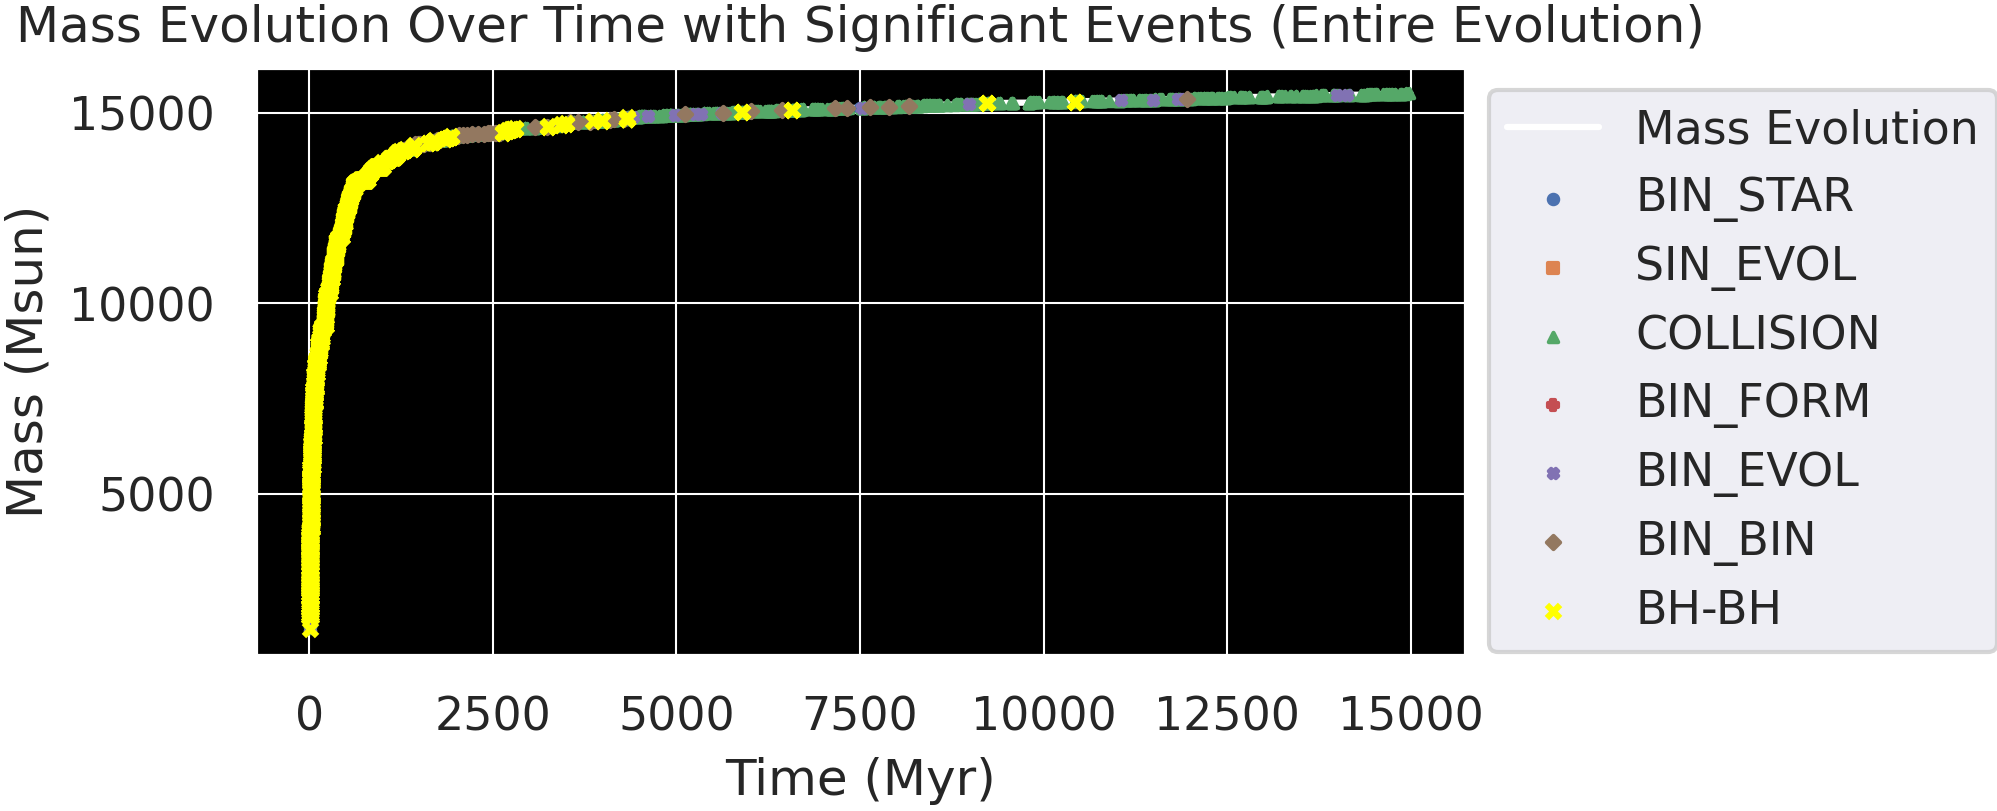 Mass Evolution Over Time with Significant Events (Entire Evolution)
Mass (Msun)
15000
10000
5000
0 2500 5000 7500 10000 12500 15000
Time (Myr)
Mass Evolution
BIN_STAR
SIN_EVOL
COLLISION
BIN_FORM
BIN_EVOL
BIN_BIN
BH-BH